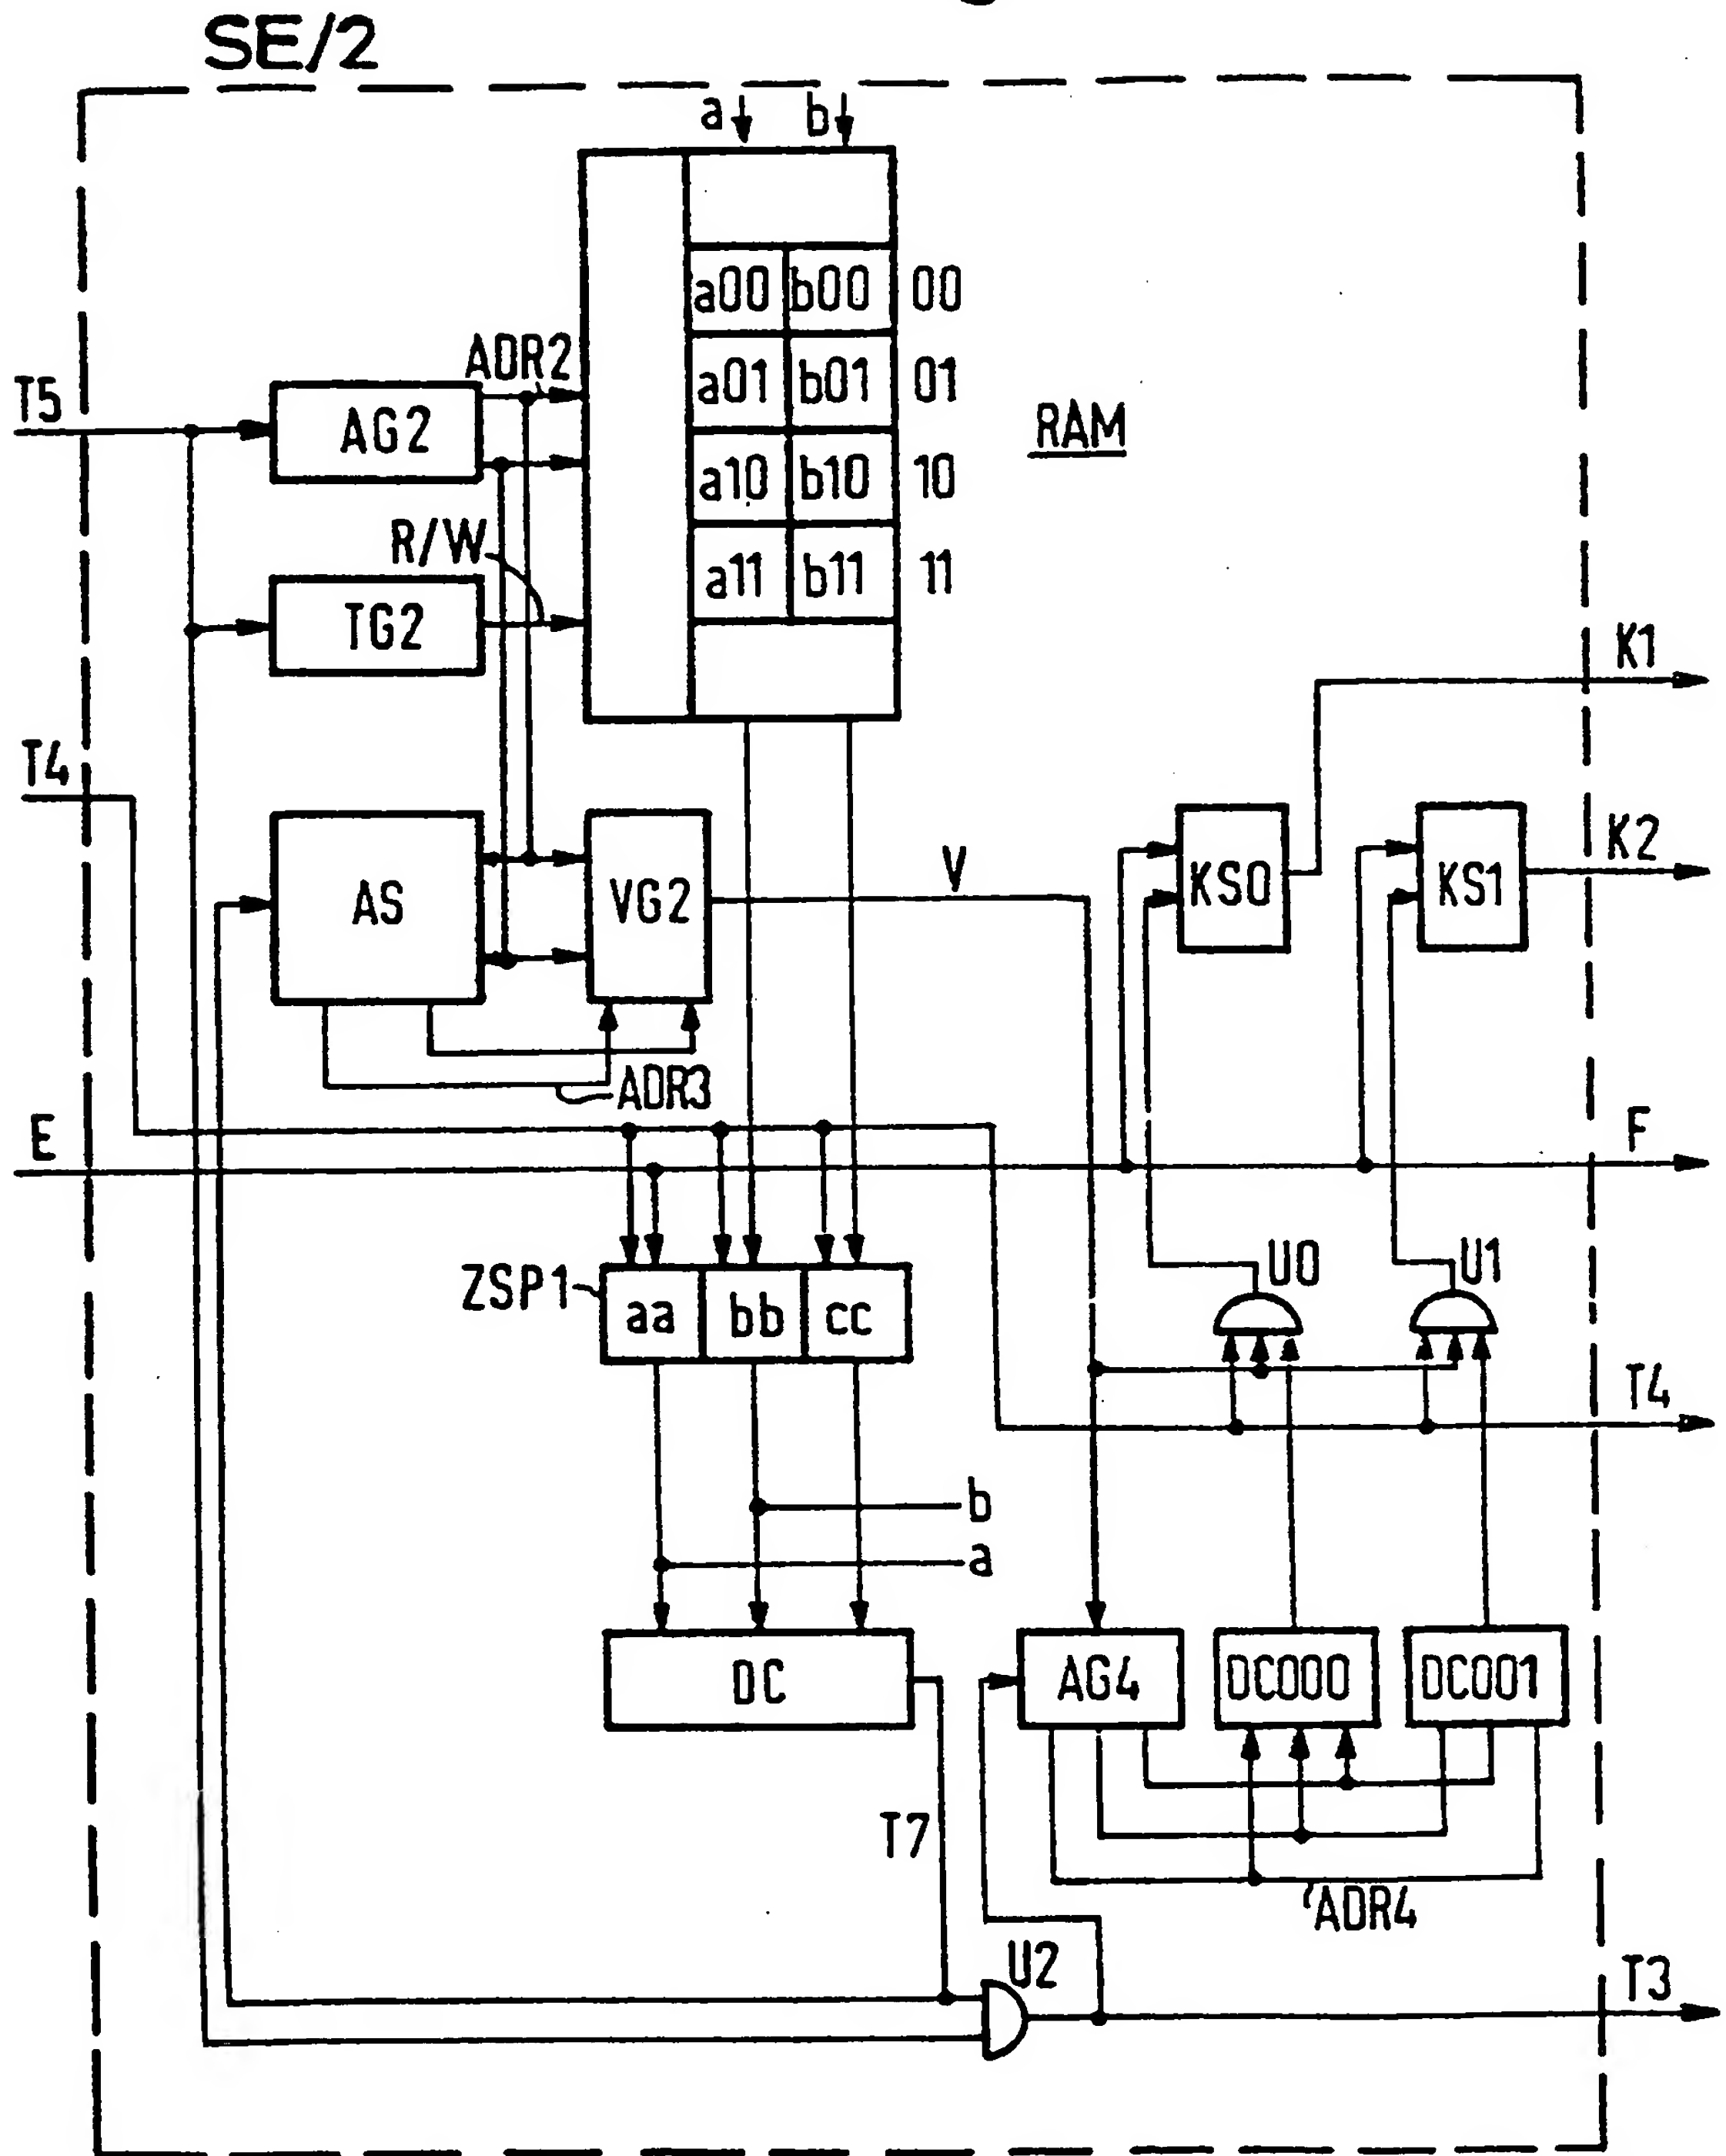 SE/2
a b
a00 b00 00
ADR2
a01 b01 01
T5
AG2
RAM
a10 b10 10
R/W
a11 b11 11
TG2
K1
T4
K2
AS
VG2
V
KS0
KS1
ADR3
E
F
U0
U1
ZSP1
aa bb cc
T4
b
a
DC
AG4
DC000
DC001
T7
ADR4
U2
T3